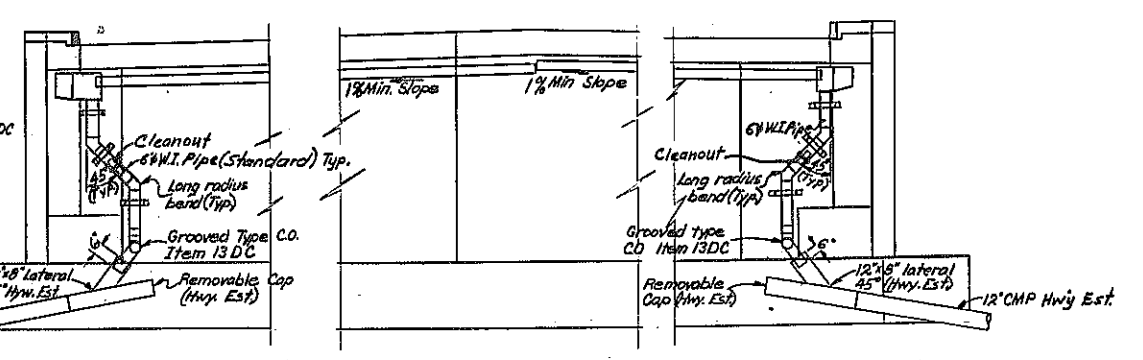 DC
Cleanout
6"ϕ W.I. Pipe (Standard) Typ.
45°
(Typ)
Long radius
bend (Typ.)
Grooved Type C.O.
Item 13 DC
6"
"x8" lateral
° Hyw. Est
Removable Cap
(Hwy. Est)
1% Min. Slope
1% Min Slope
6"ϕ W.I. Pipe
Cleanout
45°
(Typ)
Long radius
bend (Typ.)
Grooved type
C.O Item 13DC
6"
Removable
Cap (Hwy. Est)
12"x8" lateral
45° (Hwy. Est)
12" CMP Hwy Est.